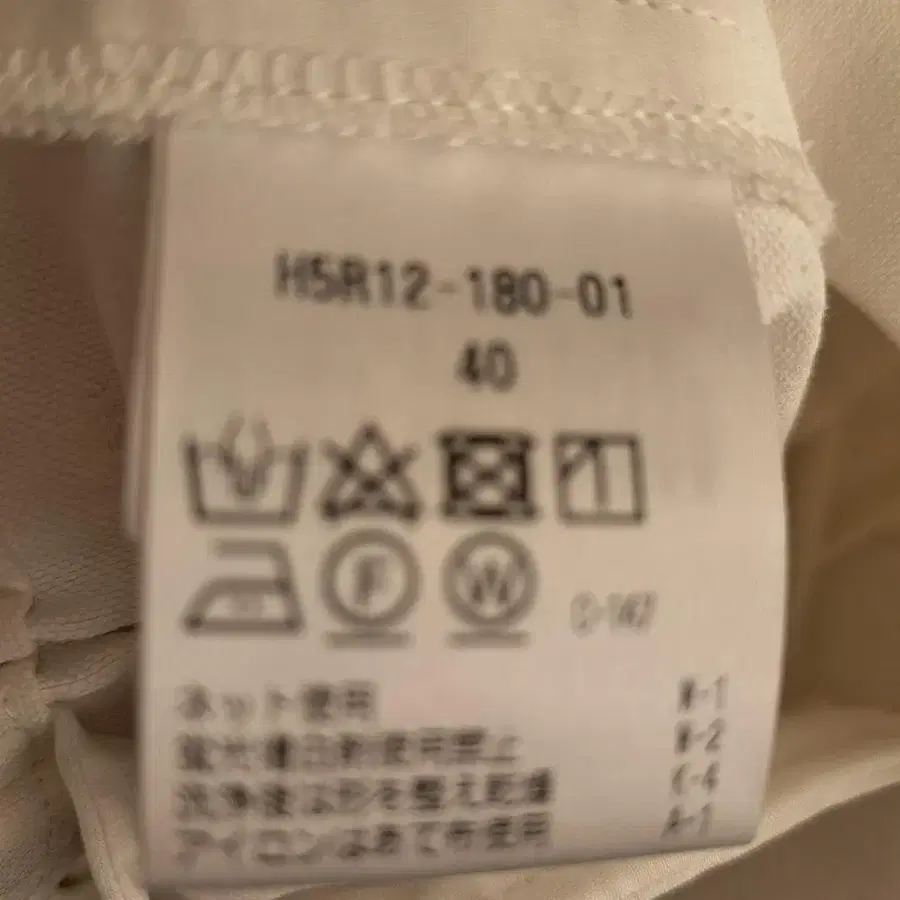 H5R12-180-01
40
F W
ネット使用
蛍光増白剤使用禁止
洗浄後は形を整え乾燥
アイロンはあて布使用